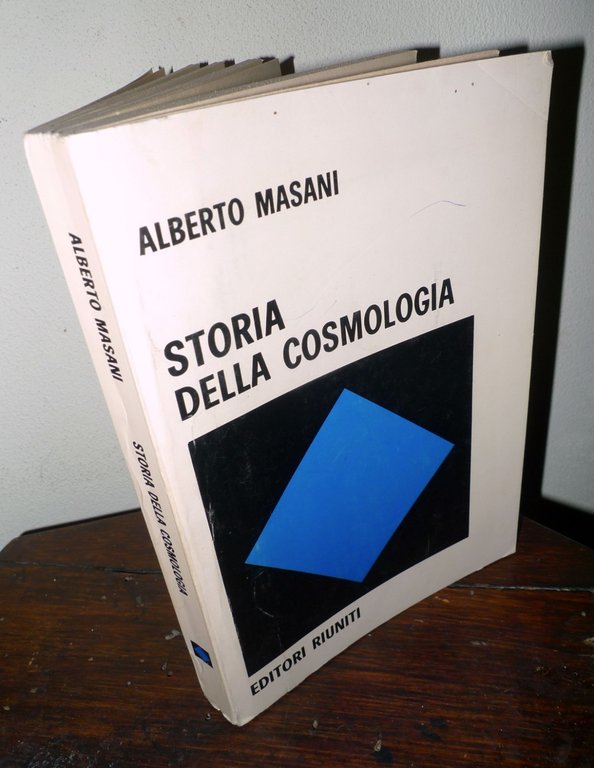 ALBERTO MASANI
STORIA
DELLA COSMOLOGIA
EDITORI RIUNITI
ALBERTO MASANI
STORIA DELLA COSMOLOGIA